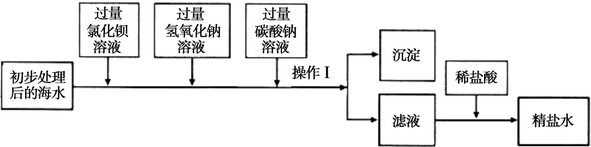 过量
氯化钡
溶液
过量
氢氧化钠
溶液
过量
碳酸钠
溶液
初步处理
后的海水
操作 I
沉淀
滤液
稀盐酸
精盐水